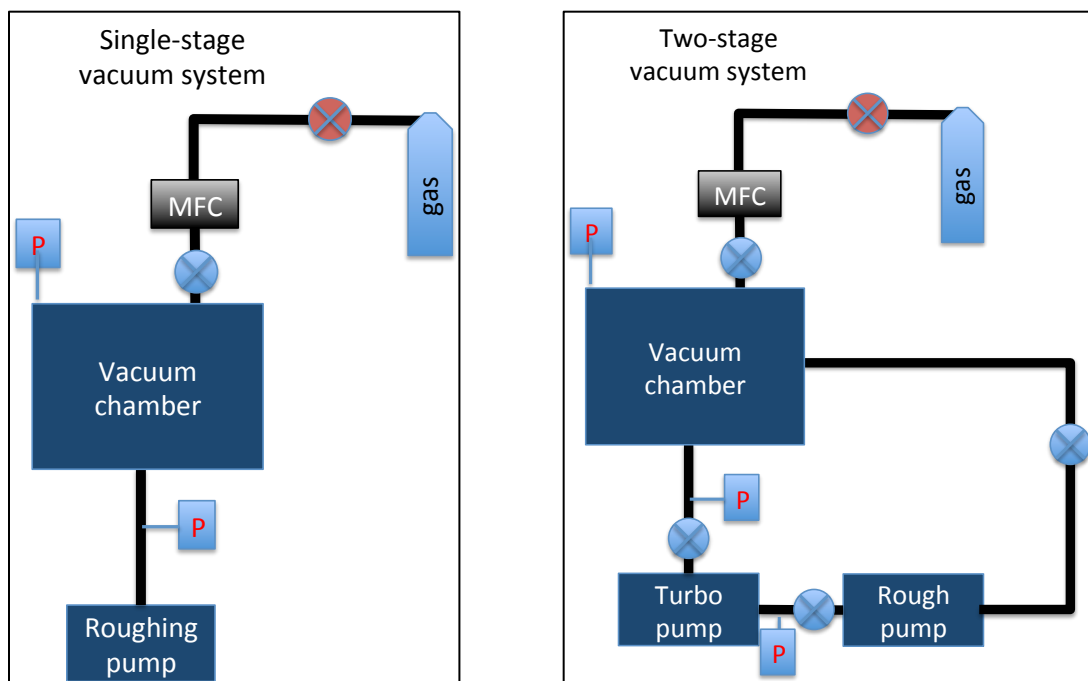 Single-stage
vacuum system
MFC
gas
P
Vacuum
chamber
P
Roughing
pump
Two-stage
vacuum system
MFC
gas
P
Vacuum
chamber
P
Turbo
pump
Rough
pump
P